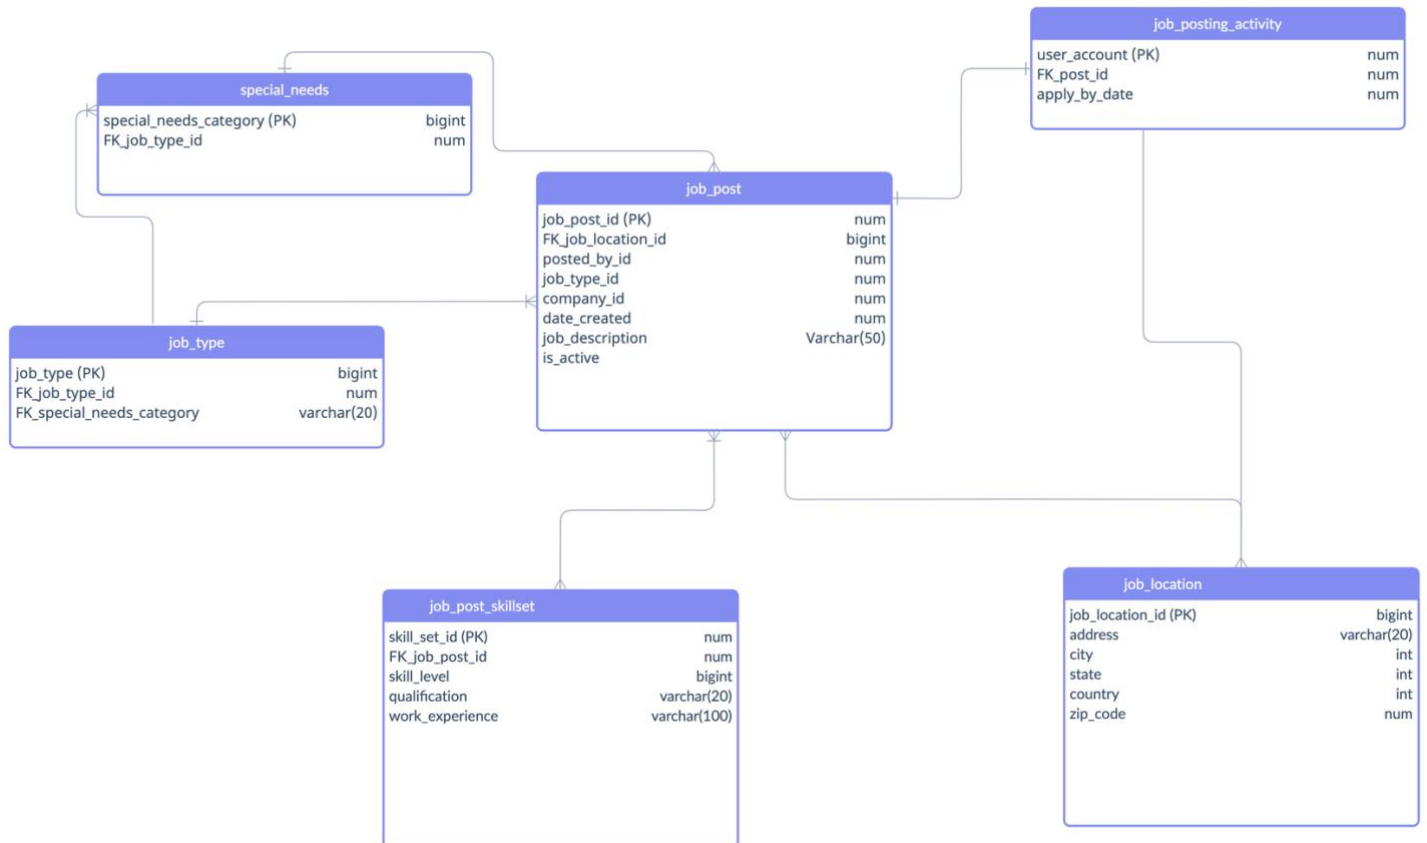 job_posting_activity
user_account (PK) num
FK_post_id num
apply_by_date num
special_needs
special_needs_category (PK) bigint
FK_job_type_id num
job_post
job_post_id (PK) num
FK_job_location_id bigint
posted_by_id num
job_type_id num
company_id num
date_created num
job_description Varchar(50)
is_active
job_type
job_type (PK) bigint
FK_job_type_id num
FK_special_needs_category varchar(20)
job_post_skillset
skill_set_id (PK) num
FK_job_post_id num
skill_level bigint
qualification varchar(20)
work_experience varchar(100)
job_location
job_location_id (PK) bigint
address varchar(20)
city int
state int
country int
zip_code num